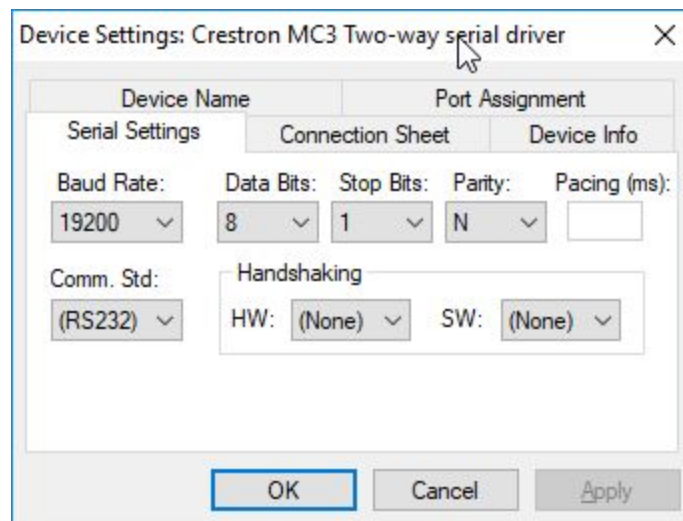 Device Settings: Crestron MC3 Two-way serial driver
Device Name Port Assignment
Serial Settings Connection Sheet Device Info
Baud Rate: Data Bits: Stop Bits: Parity: Pacing (ms):
19200 8 1 N
Comm. Std: Handshaking
(RS232) HW: (None) SW: (None)
OK Cancel Apply